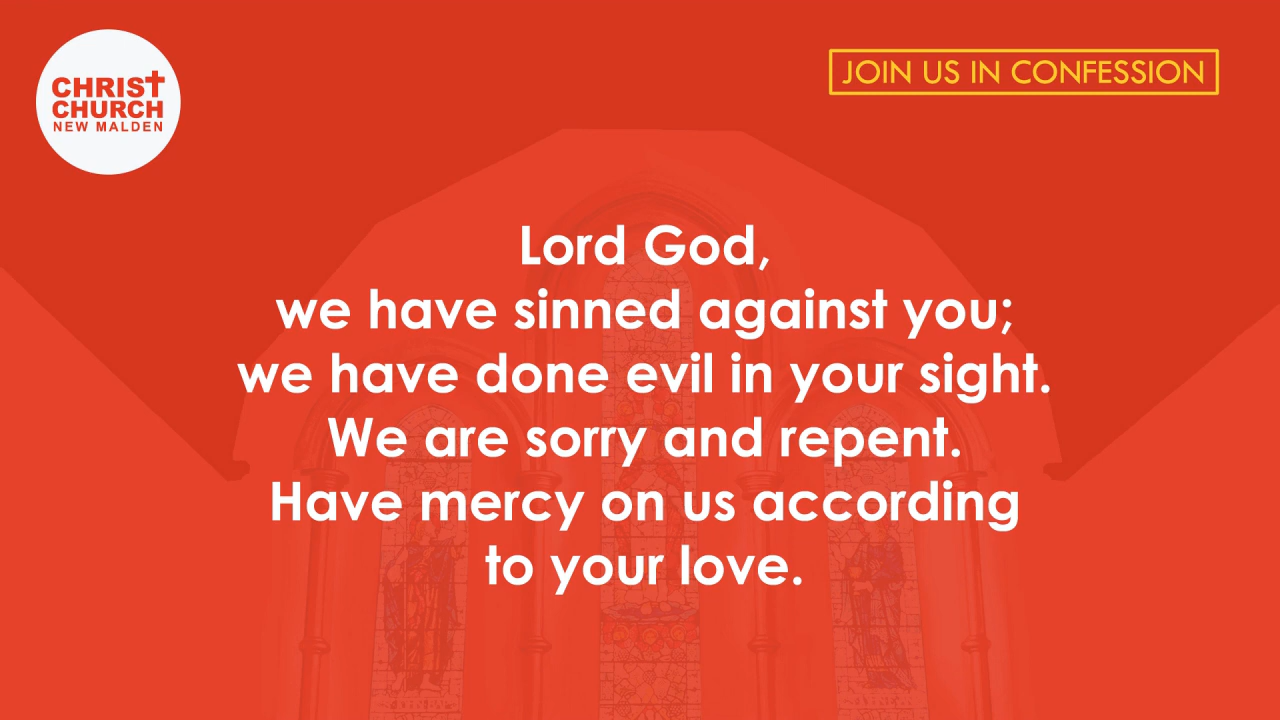 CHRIST
CHURCH
NEW MALDEN
JOIN US IN CONFESSION
Lord God,
we have sinned against you;
we have done evil in your sight.
We are sorry and repent.
Have mercy on us according
to your love.